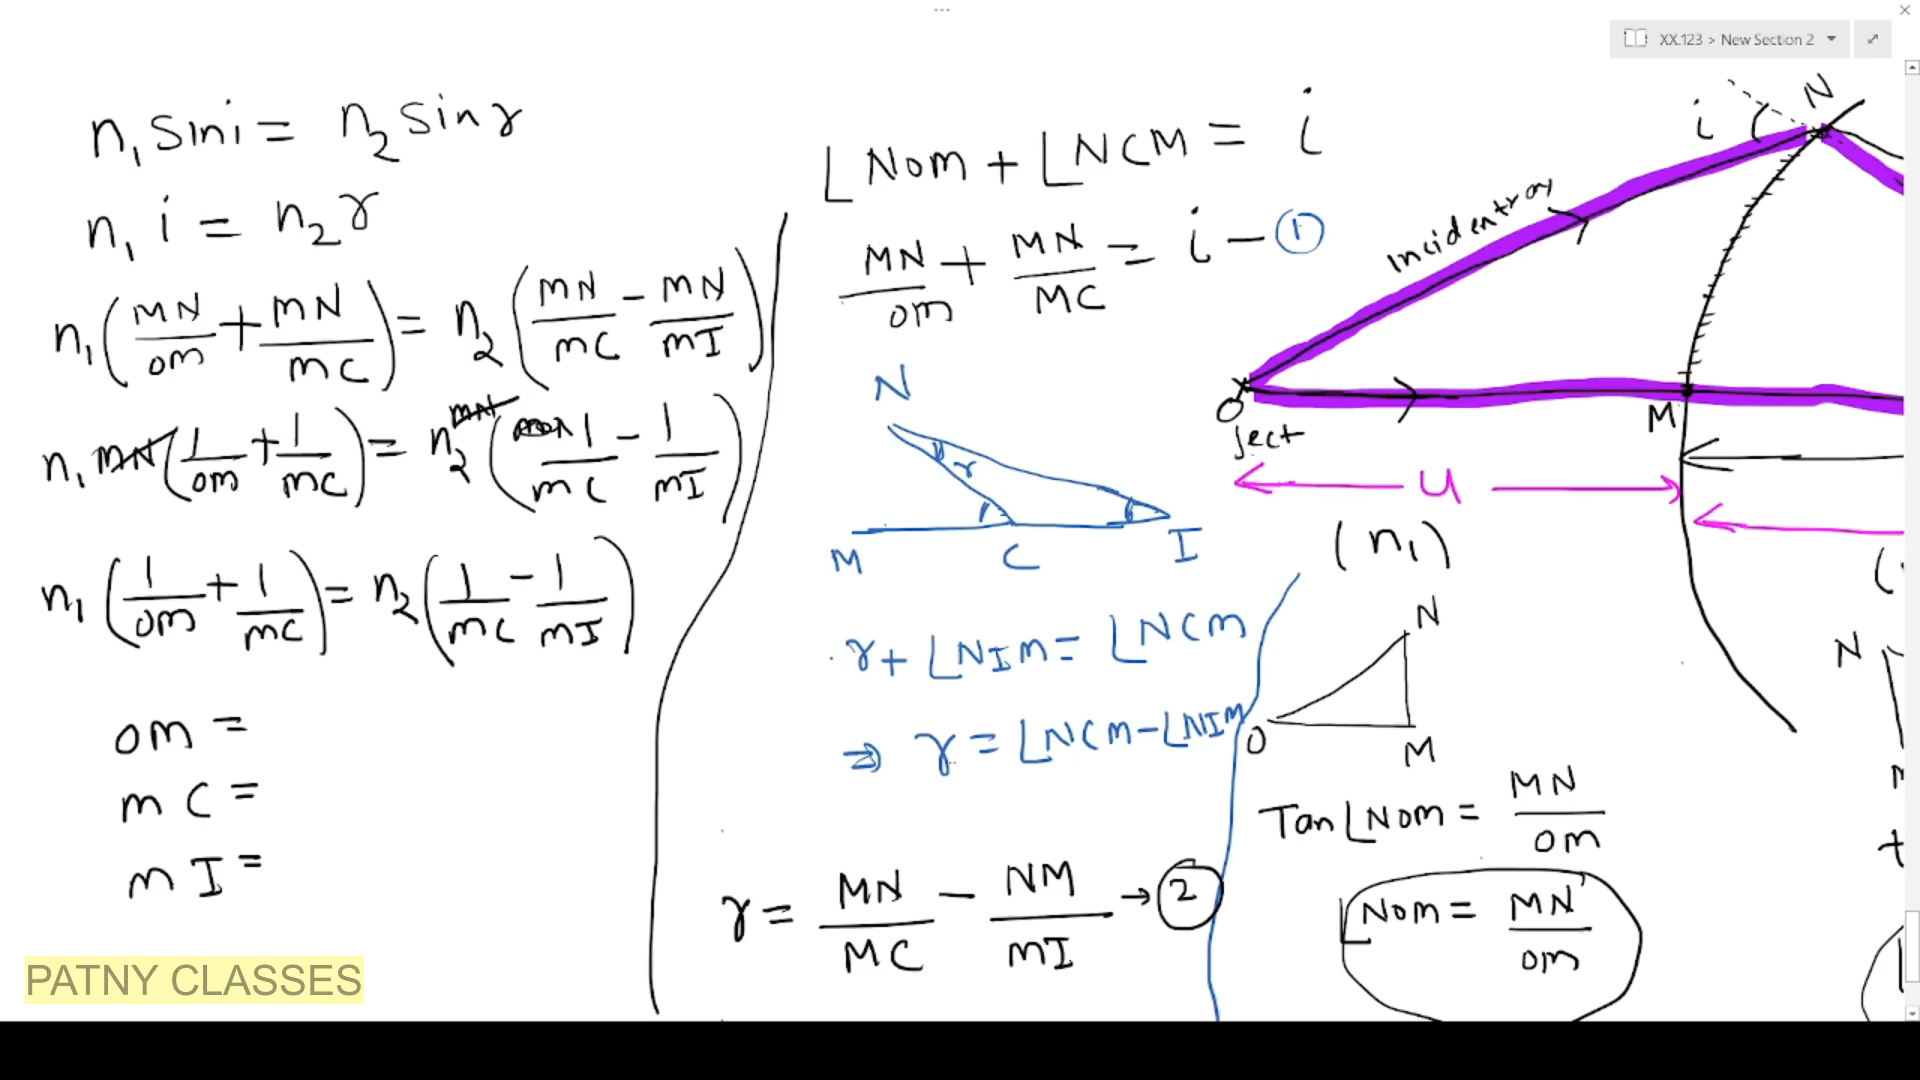 XX.123 > New Section 2
n₁ sin i = n₂ sin r
n₁ i = n₂ r
n₁ (MN/OM + MN/MC) = n₂ (MN/MC - MN/MI)
n₁ MN (1/OM + 1/MC) = n₂ MN (1/MC - 1/MI)
n₁ (1/OM + 1/MC) = n₂ (1/MC - 1/MI)
OM =
MC =
MI =
PATNY CLASSES
∠NOM + ∠NCM = i
MN/OM + MN/MC = i - ①
N
r
M C I
r + ∠NIM = ∠NCM
⇒ r = ∠NCM - ∠NIM
r = MN/MC - NM/MI → ②
i N
incident ray
O
ject
M
u
(n₁)
(
N
O M
Tan ∠NOM = MN/OM
∠NOM = MN/OM
N